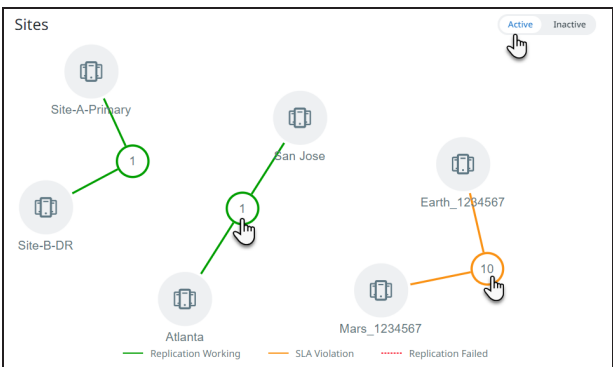 Sites
Active
Inactive
Site-A-Primary
San Jose
1
Earth_1234567
1
Site-B-DR
10
Mars_1234567
Atlanta
Replication Working
SLA Violation
Replication Failed